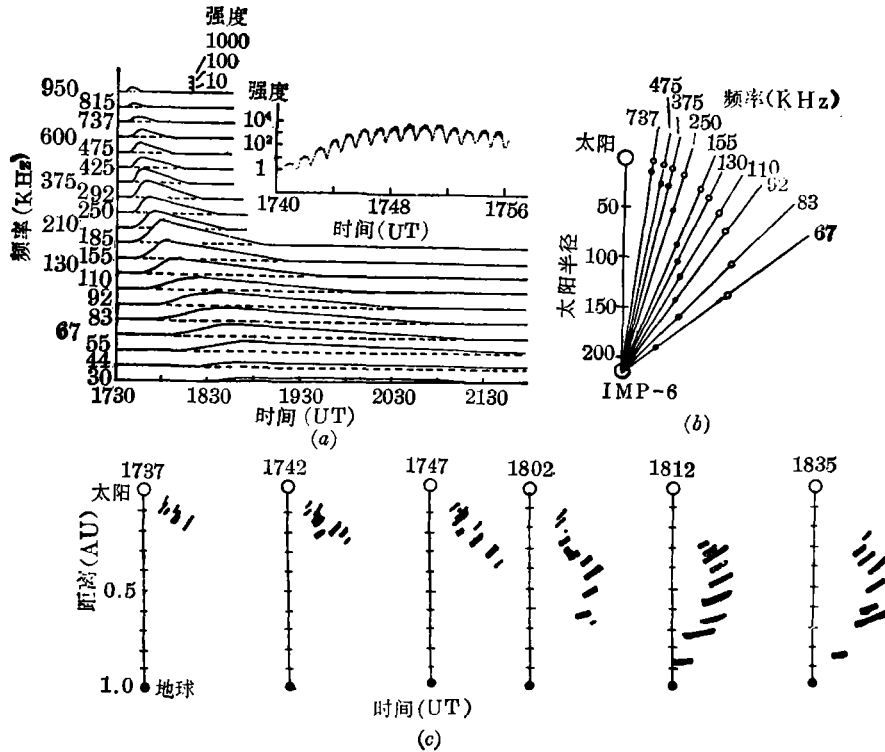 强度
1000
100
10
频率(KHz)
950
815
737
600
475
425
375
292
250
210
185
155
130
110
92
83
67
55
44
30
1730 1830 1930 2030 2130
时间(UT)
(a)
强度
10⁴
10²
1
1740 1748 1756
时间(UT)
频率(KHz)
737 475 375 250 155 130 110 92 83 67
太阳
太阳半径
50
100
150
200
IMP-6
(b)
1737 1742 1747 1802 1812 1835
太阳
距离(AU)
0.5
1.0 地球
时间(UT)
(c)